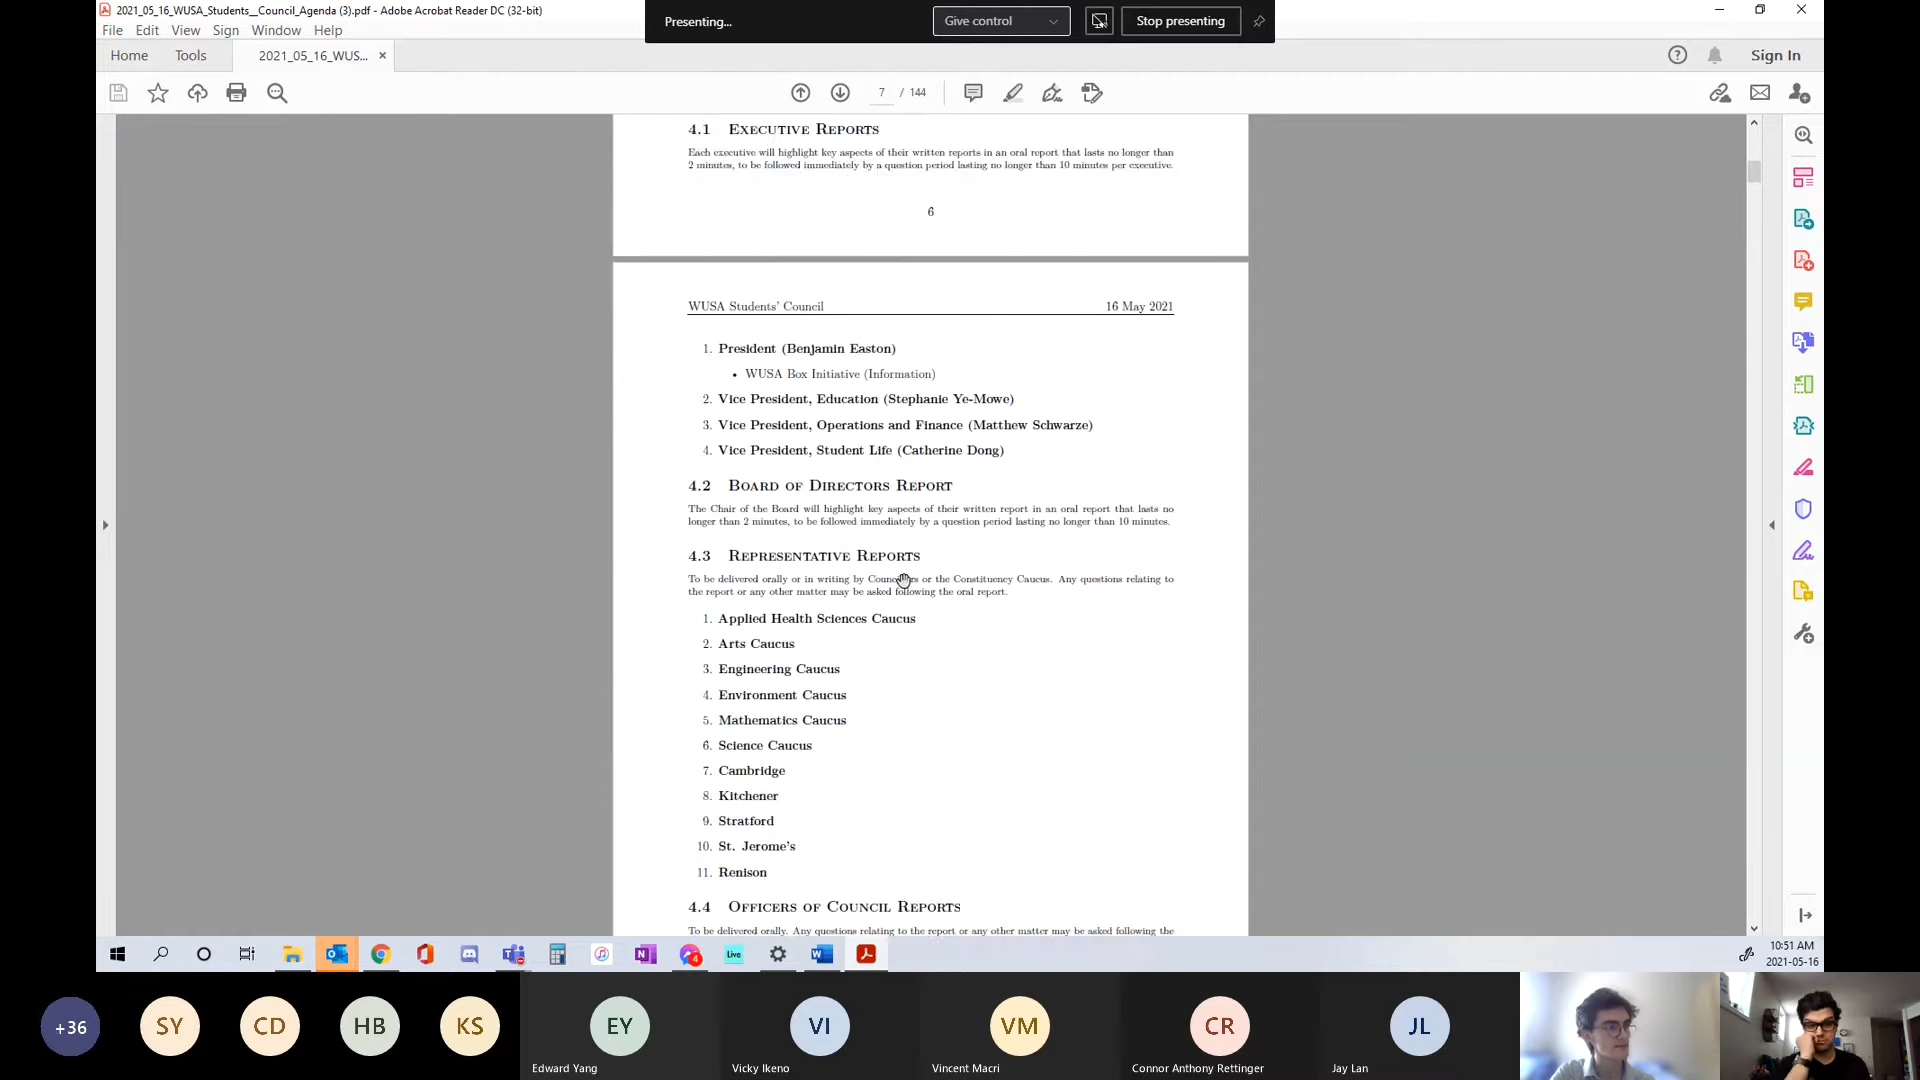 2021_05_16_WUSA_Students__Council_Agenda (3).pdf - Adobe Acrobat Reader DC (32-bit)
Presenting...
Give control
Stop presenting
File Edit View Sign Window Help
Home Tools 2021_05_16_WUS... ×
Sign In
7 / 144
4.1 Executive Reports
Each executive will highlight key aspects of their written reports in an oral report that lasts no longer than
2 minutes, to be followed immediately by a question period lasting no longer than 10 minutes per executive.
6
WUSA Students' Council 16 May 2021
1. President (Benjamin Easton)
• WUSA Box Initiative (Information)
2. Vice President, Education (Stephanie Ye-Mowe)
3. Vice President, Operations and Finance (Matthew Schwarze)
4. Vice President, Student Life (Catherine Dong)
4.2 Board of Directors Report
The Chair of the Board will highlight key aspects of their written report in an oral report that lasts no
longer than 2 minutes, to be followed immediately by a question period lasting no longer than 10 minutes.
4.3 Representative Reports
To be delivered orally or in writing by Councillors or the Constituency Caucus. Any questions relating to
the report or any other matter may be asked following the oral report.
1. Applied Health Sciences Caucus
2. Arts Caucus
3. Engineering Caucus
4. Environment Caucus
5. Mathematics Caucus
6. Science Caucus
7. Cambridge
8. Kitchener
9. Stratford
10. St. Jerome's
11. Renison
4.4 Officers of Council Reports
To be delivered orally. Any questions relating to the report or any other matter may be asked following the
Live
4
10:51 AM
2021-05-16
+36 SY CD HB KS EY VI VM CR JL
Edward Yang Vicky Ikeno Vincent Macri Connor Anthony Rettinger Jay Lan